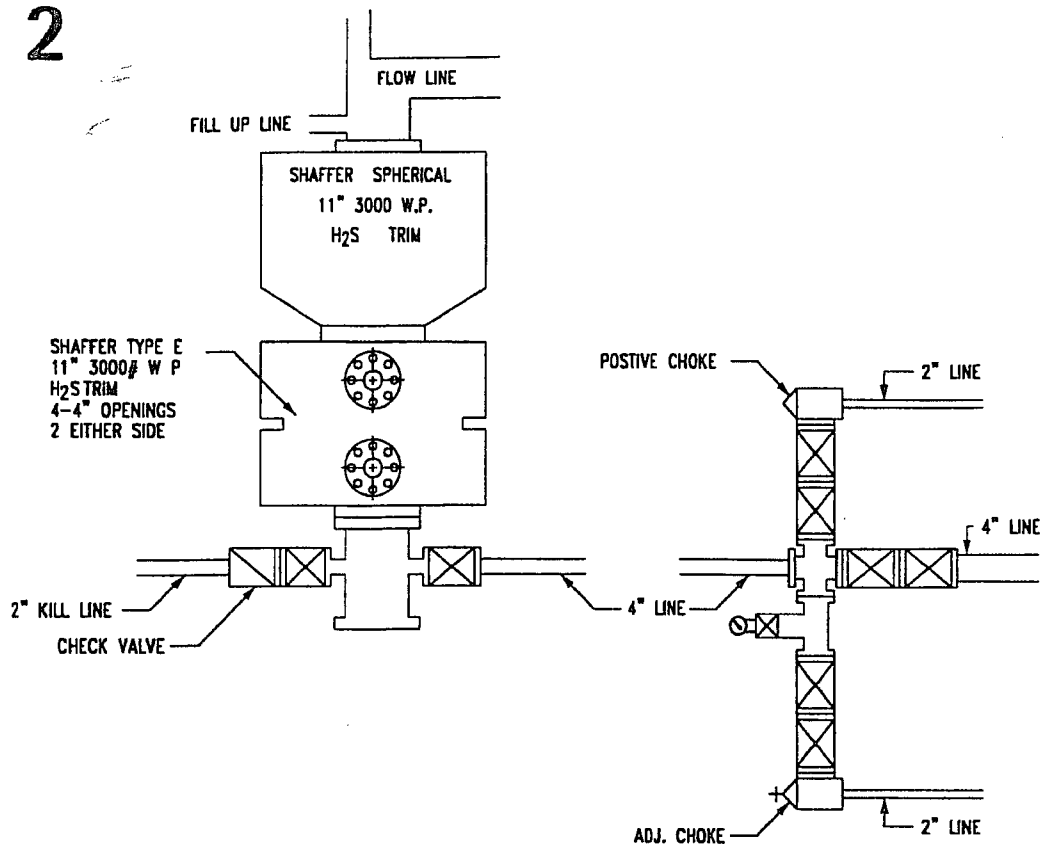 2
FLOW LINE
FILL UP LINE
SHAFFER SPHERICAL
11" 3000 W.P.
H₂S TRIM
SHAFFER TYPE E
11" 3000# W P
H₂S TRIM
4-4" OPENINGS
2 EITHER SIDE
POSTIVE CHOKE
2" LINE
4" LINE
2" KILL LINE
4" LINE
CHECK VALVE
ADJ. CHOKE
2" LINE